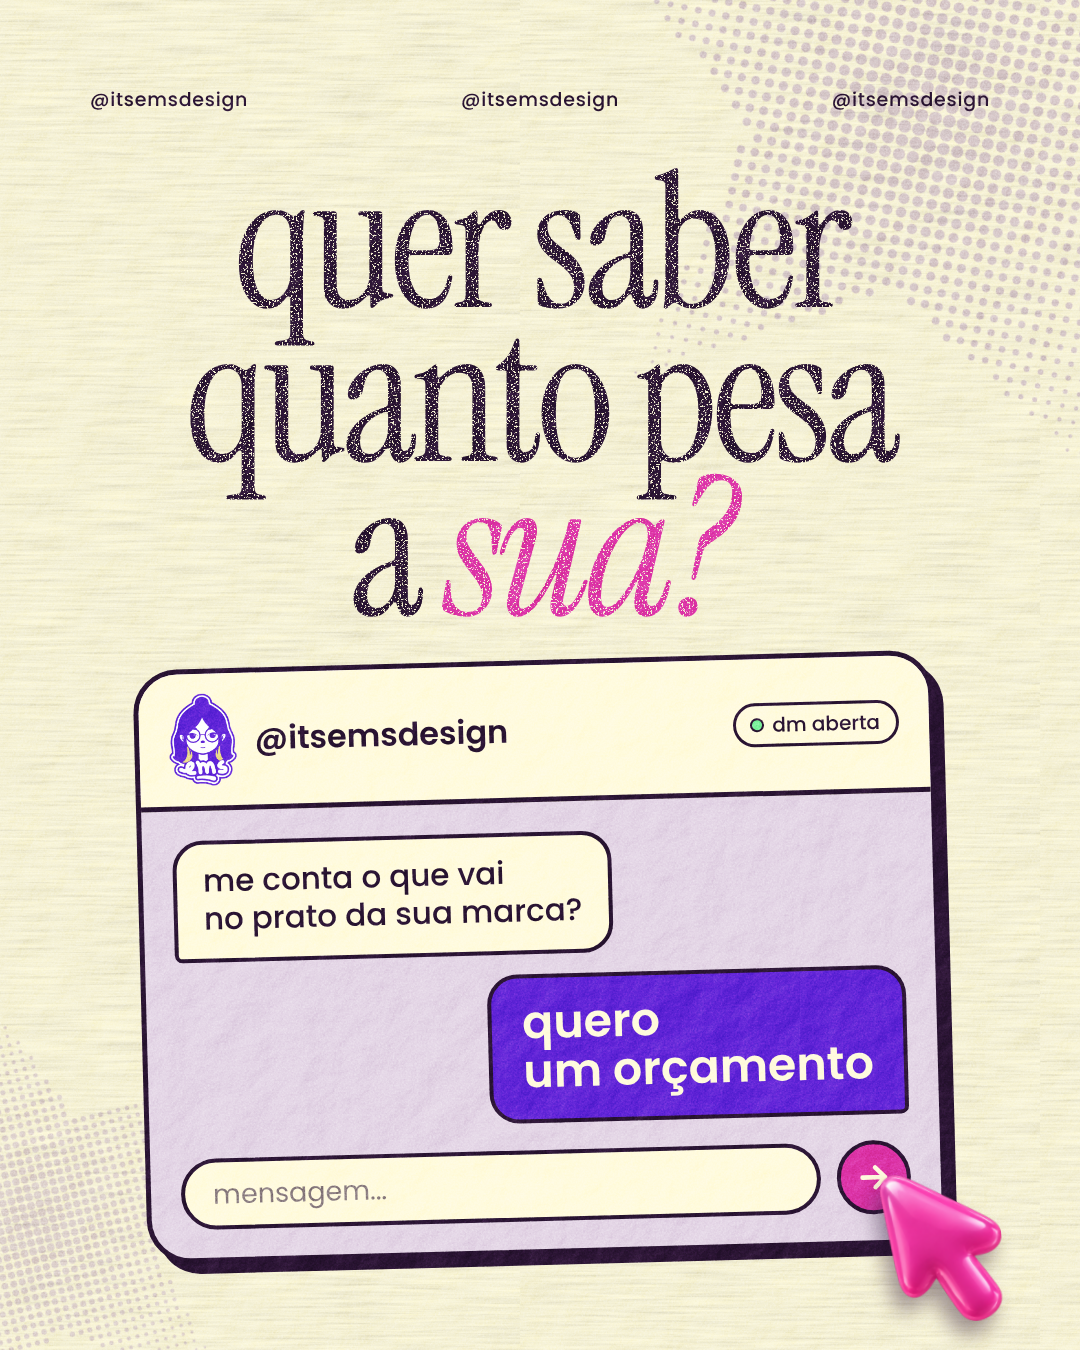 @itsemsdesign @itsemsdesign @itsemsdesign
quer saber
quanto pesa
a sua?
ems
@itsemsdesign
dm aberta
me conta o que vai
no prato da sua marca?
quero
um orçamento
mensagem...